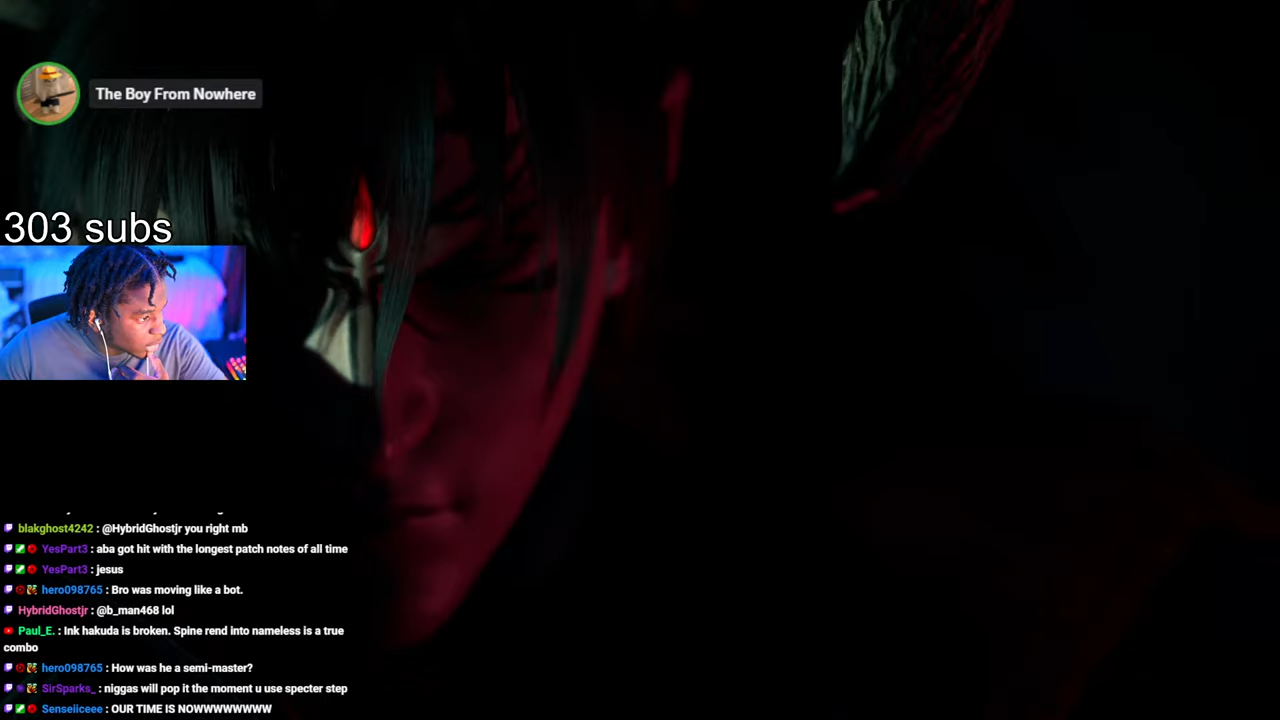 The Boy From Nowhere
303 subs
blakghost4242 : @HybridGhostjr you right mb
YesPart3 : aba got hit with the longest patch notes of all time
YesPart3 : jesus
hero098765 : Bro was moving like a bot.
HybridGhostjr : @b_man468 lol
Paul_E. : Ink hakuda is broken. Spine rend into nameless is a true
combo
hero098765 : How was he a semi-master?
SirSparks_ : niggas will pop it the moment u use specter step
Senseiiceee : OUR TIME IS NOWWWWWWWW